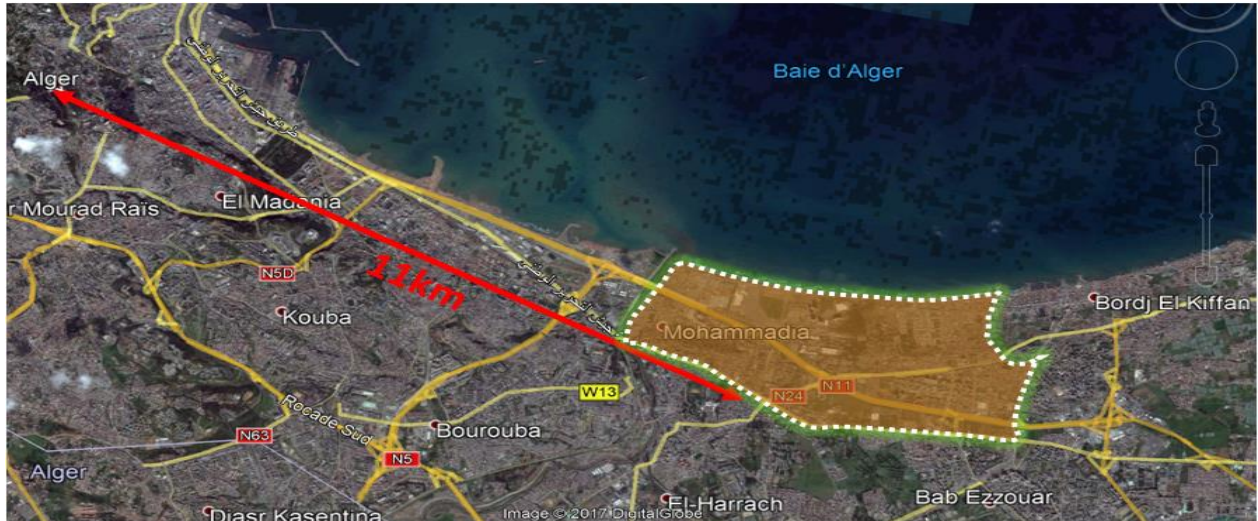 Alger
Baie d'Alger
El Madania
r Mourad Raïs
N5D
11km
Kouba
Mohammadia
Bordj El Kiffan
W13
N24
N11
Rocade Sud
N63
Bourouba
N5
Alger
El-Harrach
Bab Ezzouar
Djasr Kasentina
Image © 2017 DigitalGlobe